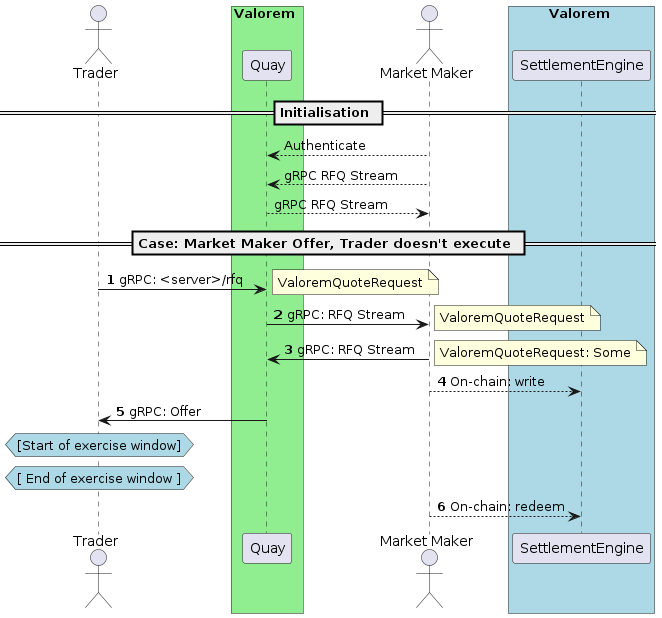 Valorem
Valorem
Trader
Quay
Market Maker
SettlementEngine
Initialisation
Authenticate
gRPC RFQ Stream
gRPC RFQ Stream
Case: Market Maker Offer, Trader doesn't execute
1 gRPC: <server>/rfq
ValoremQuoteRequest
2 gRPC: RFQ Stream
ValoremQuoteRequest
3 gRPC: RFQ Stream
ValoremQuoteRequest: Some
4 On-chain: write
5 gRPC: Offer
[Start of exercise window]
[ End of exercise window ]
6 On-chain: redeem
Trader
Quay
Market Maker
SettlementEngine